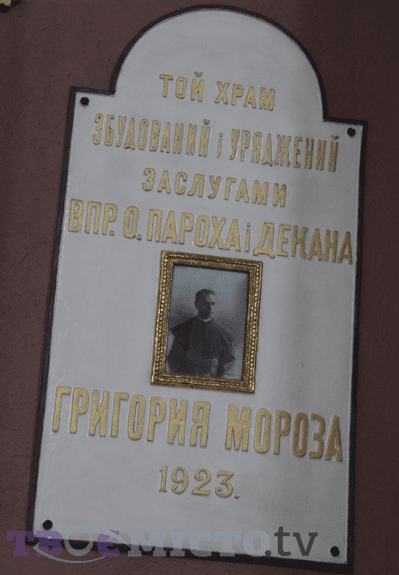 ТОЙ ХРАМ
ЗБУДОВАНИЙ і УРЯДЖЕНИЙ
ЗАСЛУГАМИ
ВПР. О. ПАРОХА і ДЕКАНА
ГРИГОРИЯ МОРОЗА
1923.
ТВОЄМІСТО.tv